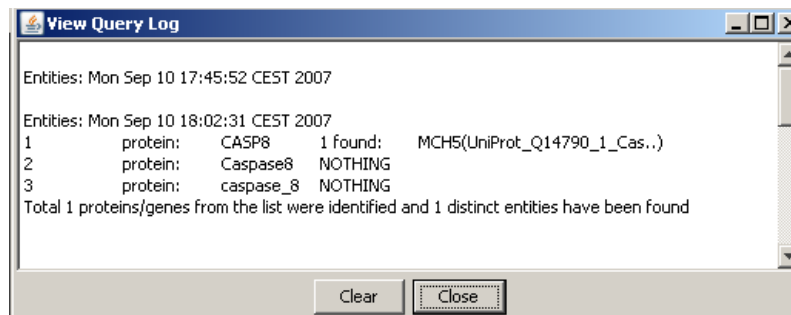 View Query Log
Entities: Mon Sep 10 17:45:52 CEST 2007
Entities: Mon Sep 10 18:02:31 CEST 2007
1 protein: CASP8 1 found: MCH5(UniProt_Q14790_1_Cas..)
2 protein: Caspase8 NOTHING
3 protein: caspase_8 NOTHING
Total 1 proteins/genes from the list were identified and 1 distinct entities have been found
Clear Close